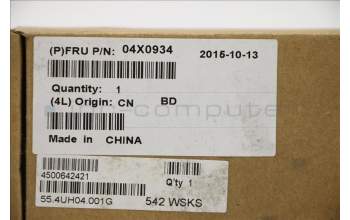 (P)FRU P/N: 04X0934 2015-10-13
Quantity: 1
(4L) Origin: CN BD
Made in CHINA
4500642421 Q'ty 1
55.4UH04.001G 542 WSKS